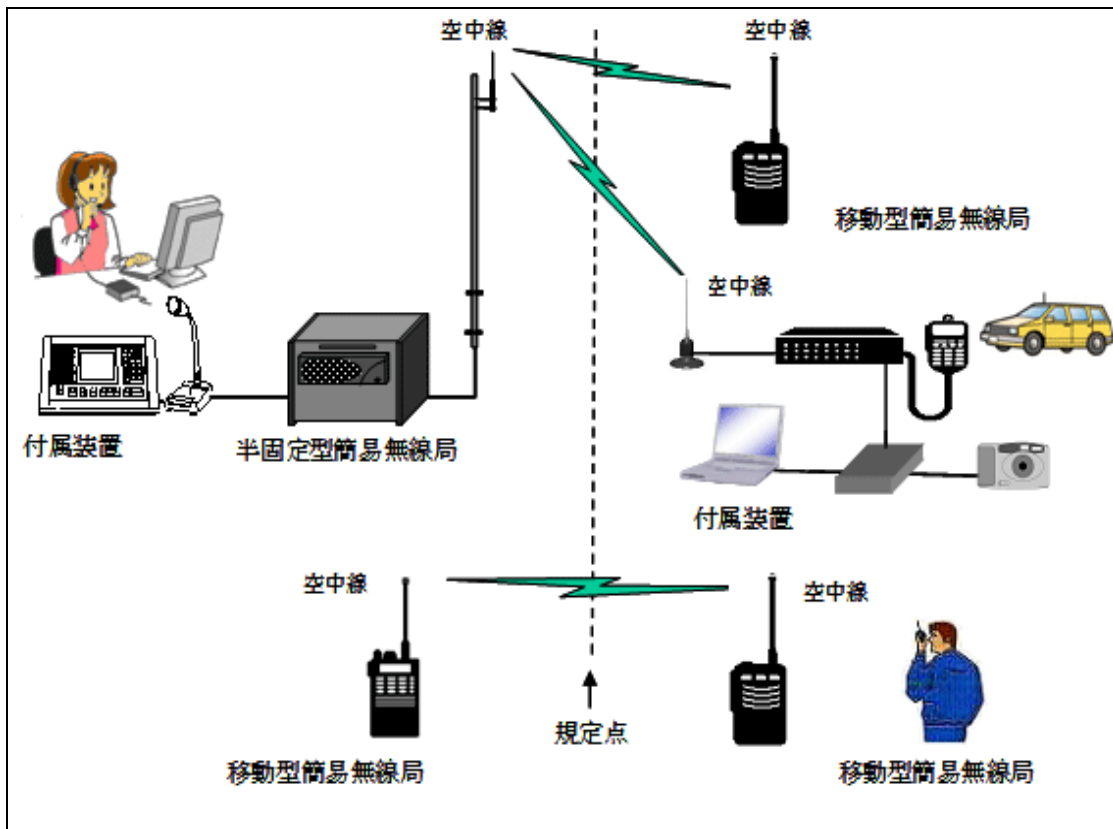 空中線
空中線
移動型簡易無線局
空中線
付属装置
半固定型簡易無線局
付属装置
空中線
空中線
規定点
移動型簡易無線局
移動型簡易無線局